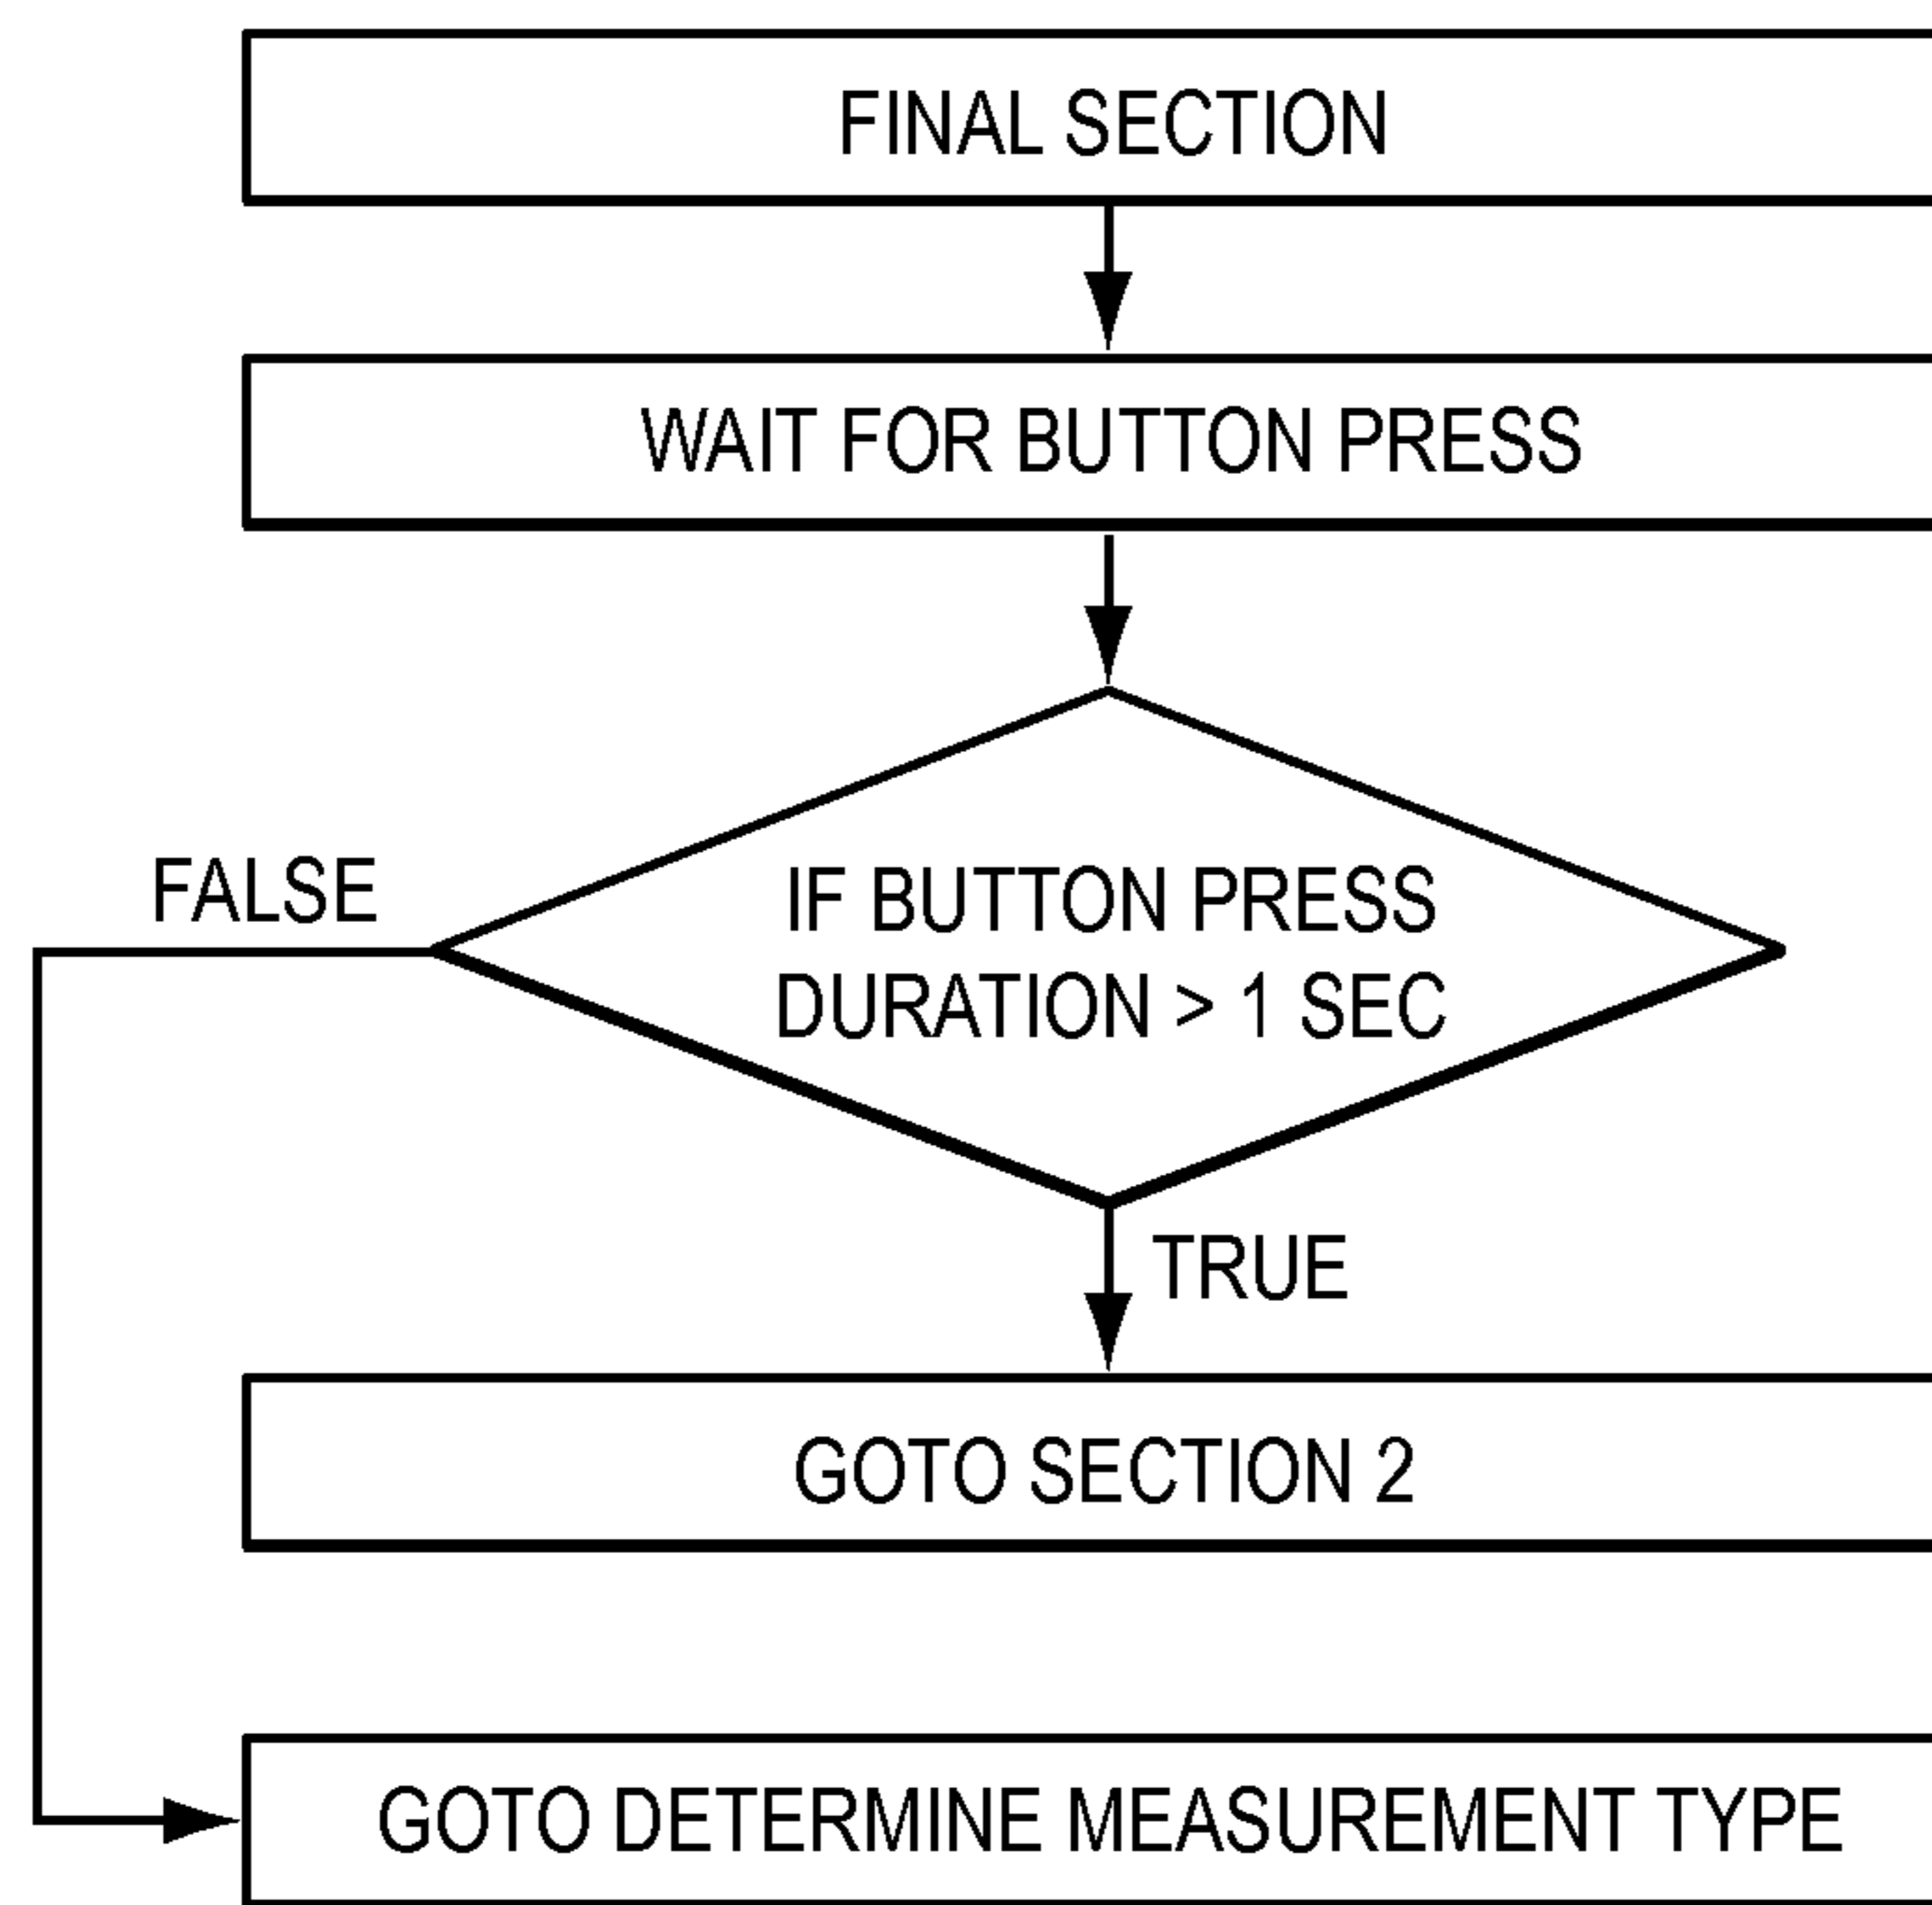 FINAL SECTION
WAIT FOR BUTTON PRESS
FALSE
IF BUTTON PRESS
DURATION > 1 SEC
TRUE
GOTO SECTION 2
GOTO DETERMINE MEASUREMENT TYPE